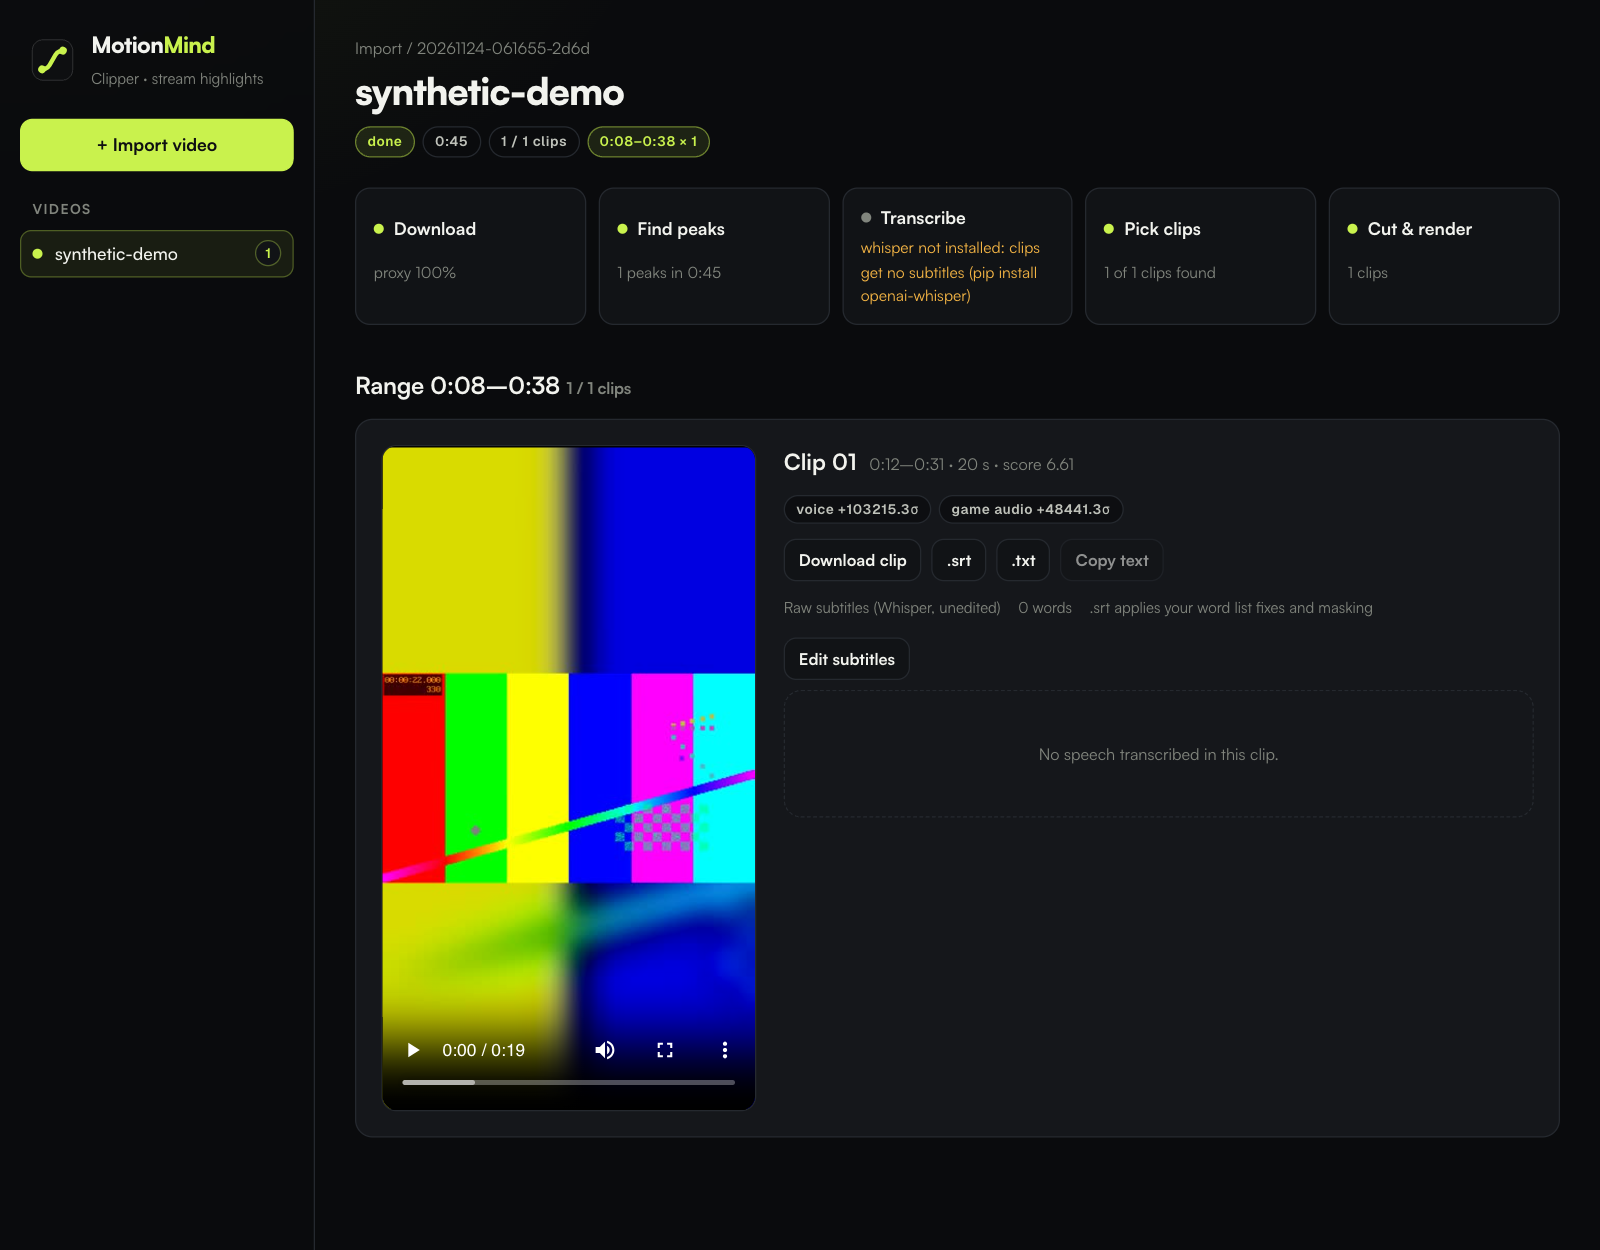 MotionMind
Clipper · stream highlights
+ Import video
VIDEOS
synthetic-demo
1
Import / 20261124-061655-2d6d
synthetic-demo
done
0:45
1 / 1 clips
0:08–0:38 × 1
Download
proxy 100%
Find peaks
1 peaks in 0:45
Transcribe
whisper not installed: clips
get no subtitles (pip install
openai-whisper)
Pick clips
1 of 1 clips found
Cut & render
1 clips
Range 0:08—0:38 1 / 1 clips
00:00:22.000
330
0:00 / 0:19
Clip 01 0:12—0:31 · 20 s · score 6.61
voice +103215.3σ
game audio +48441.3σ
Download clip
.srt
.txt
Copy text
Raw subtitles (Whisper, unedited) 0 words .srt applies your word list fixes and masking
Edit subtitles
No speech transcribed in this clip.